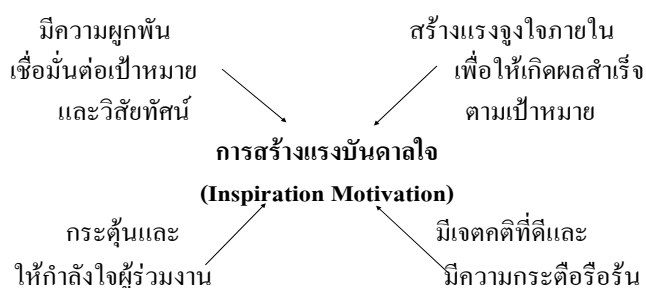 มีความผูกพัน
เชื่อมั่นต่อเป้าหมาย
และวิสัยทัศน์
สร้างแรงจูงใจภายใน
เพื่อให้เกิดผลสำเร็จ
ตามเป้าหมาย
การสร้างแรงบันดาลใจ
(Inspiration Motivation)
กระตุ้นและ
ให้กำลังใจผู้ร่วมงาน
มีเจตคติที่ดีและ
มีความกระตือรือร้น